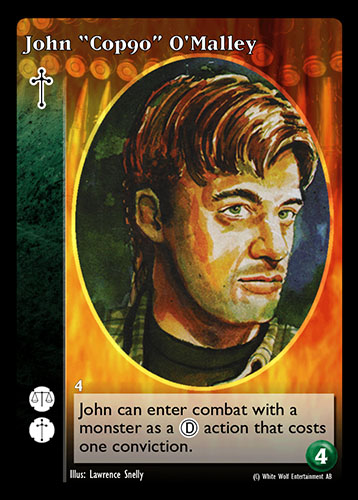 John "Cop90" O'Malley
4
John can enter combat with a
monster as a Ⓓ action that costs
one conviction.
4
Illus: Lawrence Snelly
(C) White Wolf Entertainment AB